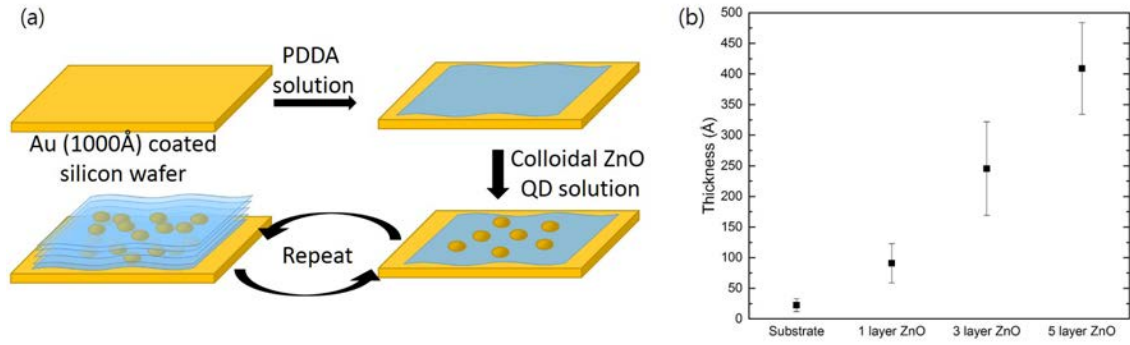 (a)
PDDA
solution
Au (1000Å) coated
silicon wafer
Colloidal ZnO
QD solution
Repeat
(b)
Thickness (Å)
500
450
400
350
300
250
200
150
100
50
0
Substrate
1 layer ZnO
3 layer ZnO
5 layer ZnO